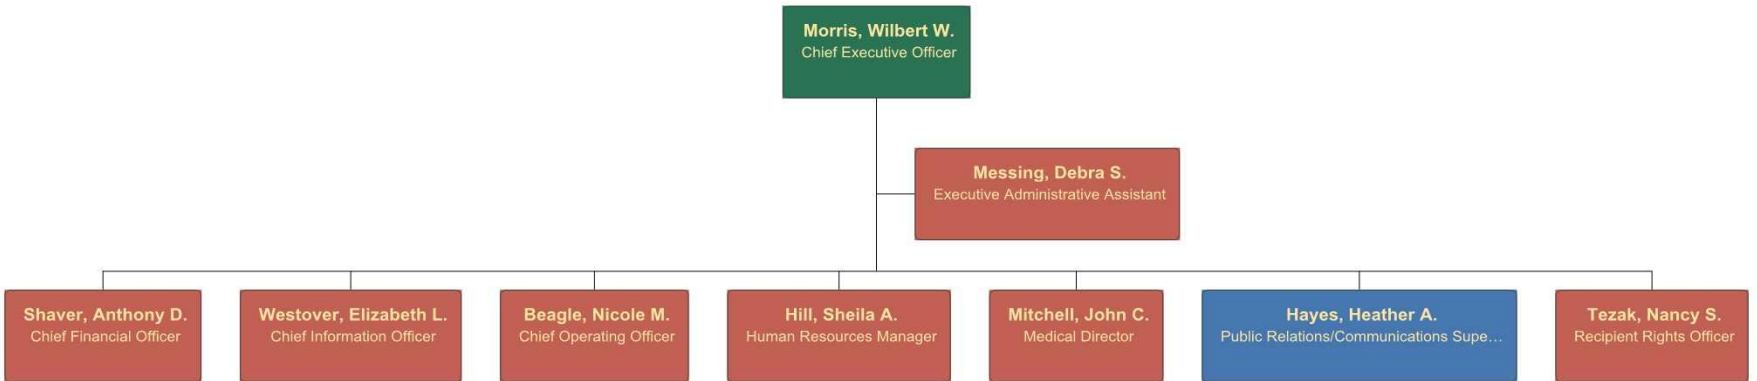 Morris, Wilbert W.
Chief Executive Officer
Messing, Debra S.
Executive Administrative Assistant
Shaver, Anthony D.
Chief Financial Officer
Westover, Elizabeth L.
Chief Information Officer
Beagle, Nicole M.
Chief Operating Officer
Hill, Sheila A.
Human Resources Manager
Mitchell, John C.
Medical Director
Hayes, Heather A.
Public Relations/Communications Supe…
Tezak, Nancy S.
Recipient Rights Officer